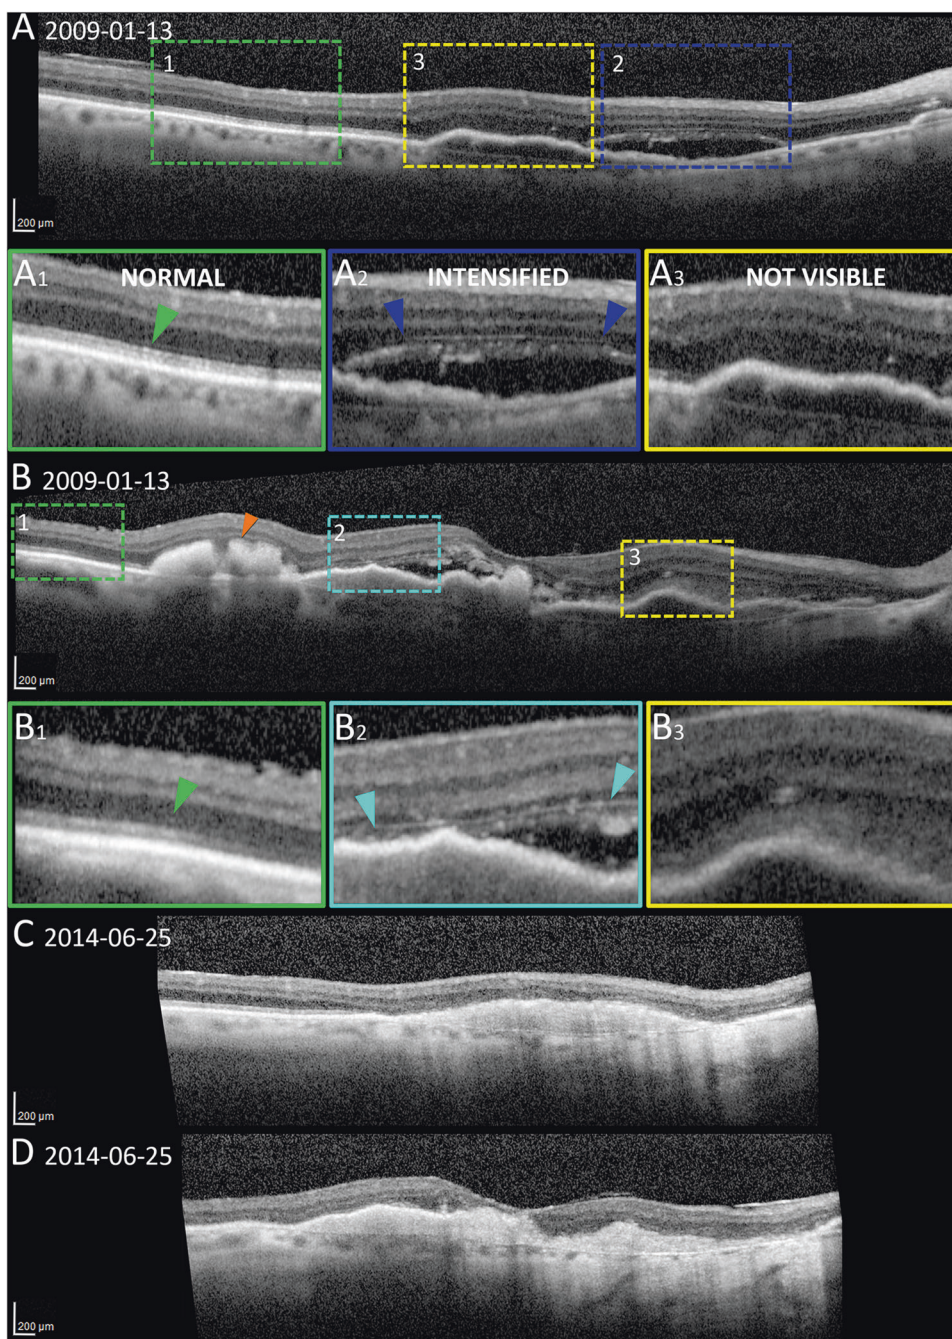 A 2009-01-13
1
3
2
200 µm
A1 NORMAL
A2 INTENSIFIED
A3 NOT VISIBLE
B 2009-01-13
1
2
3
200 µm
B1
B2
B3
C 2014-06-25
200 µm
D 2014-06-25
200 µm